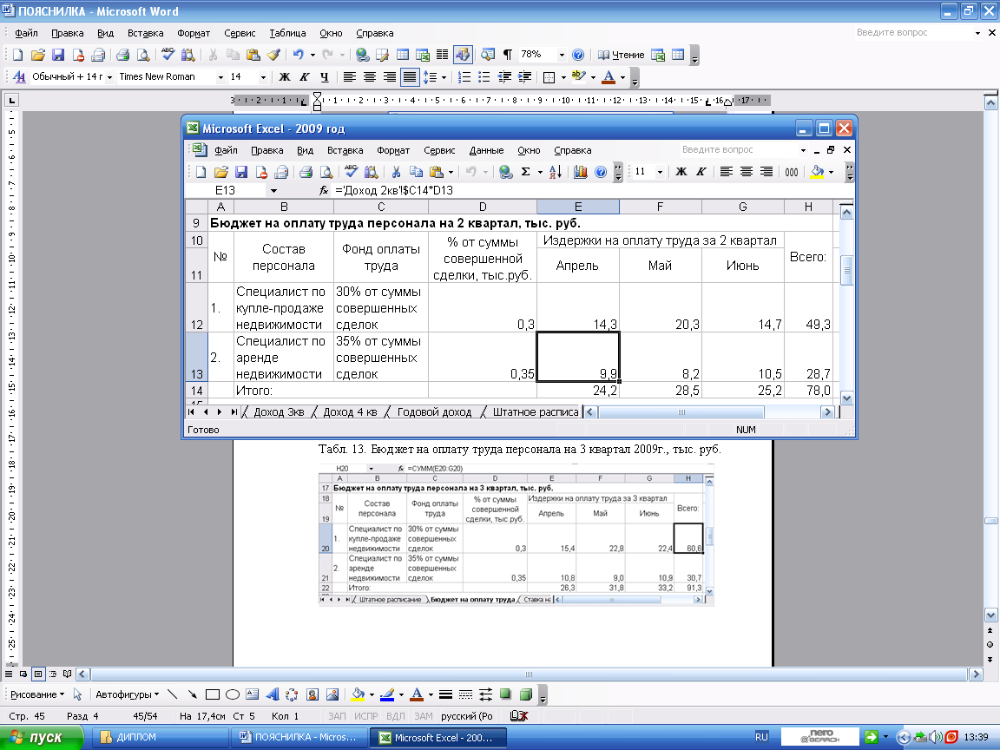 ПОЯСНИЛКА - Microsoft Word
Файл Правка Вид Вставка Формат Сервис Таблица Окно Справка Введите вопрос
78% Чтение
Обычный + 14 г Times New Roman 14 Ж К Ч
Microsoft Excel - 2009 год
Файл Правка Вид Вставка Формат Сервис Данные Окно Справка Введите вопрос
11 Ж К 000
E13 fx ='Доход 2кв'!$C14*D13
A B C D E F G H
9 Бюджет на оплату труда персонала на 2 квартал, тыс. руб.
10 № Состав персонала Фонд оплаты труда % от суммы совершенной сделки, тыс.руб. Издержки на оплату труда за 2 квартал Всего:
11 Апрель Май Июнь
12 1. Специалист по купле-продаже недвижимости 30% от суммы совершенных сделок 0,3 14,3 20,3 14,7 49,3
13 2. Специалист по аренде недвижимости 35% от суммы совершенных сделок 0,35 9,9 8,2 10,5 28,7
14 Итого: 24,2 28,5 25,2 78,0
15
Доход 3кв Доход 4 кв Годовой доход Штатное расписа
Готово NUM
Табл. 13. Бюджет на оплату труда персонала на 3 квартал 2009г., тыс. руб.
H20 fx =СУММ(E20:G20)
A B C D E F G H
17 Бюджет на оплату труда персонала на 3 квартал, тыс. руб.
18 № Состав персонала Фонд оплаты труда % от суммы совершенной сделки, тыс.руб. Издержки на оплату труда за 3 квартал Всего:
19 Апрель Май Июнь
20 1. Специалист по купле-продаже недвижимости 30% от суммы совершенных сделок 0,3 15,4 22,8 22,4 60,6
21 2. Специалист по аренде недвижимости 35% от суммы совершенных сделок 0,35 10,8 9,0 10,9 30,7
22 Итого: 26,3 31,8 33,2 91,3
Штатное расписание Бюджет на оплату труда Ставка на
Рисование Автофигуры
Стр. 45 Разд 4 45/54 На 17,4см Ст 5 Кол 1 ЗАП ИСПР ВДЛ ЗАМ русский (Ро
пуск ДИПЛОМ ПОЯСНИЛКА - Micros... Microsoft Excel - 200... RU nero SEARCH 13:39